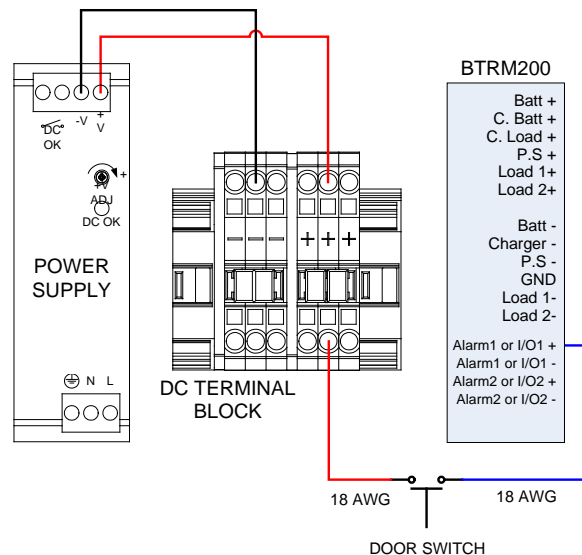 BTRM200
-V
+
V
DC
OK
+
+V
ADJ
DC OK
POWER
SUPPLY
N L
− − − + + +
DC TERMINAL
BLOCK
Batt +
C. Batt +
C. Load +
P.S +
Load 1+
Load 2+
Batt -
Charger -
P.S -
GND
Load 1-
Load 2-
Alarm1 or I/O1 +
Alarm1 or I/O1 -
Alarm2 or I/O2 +
Alarm2 or I/O2 -
18 AWG
18 AWG
DOOR SWITCH